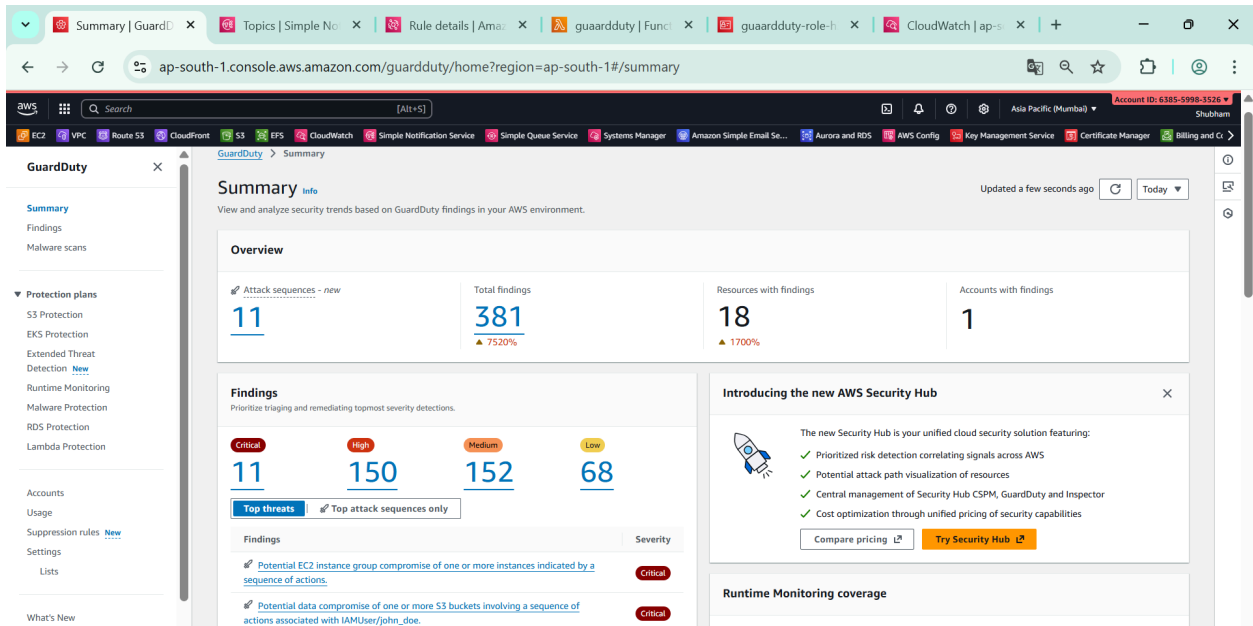 Summary | GuardD
Topics | Simple No
Rule details | Ama
guaardduty | Funct
guaardduty-role-h
CloudWatch | ap-s
ap-south-1.console.aws.amazon.com/guardduty/home?region=ap-south-1#/summary
aws
Search
[Alt+S]
Asia Pacific (Mumbai)
Account ID: 6385-5998-3526
Shubham
EC2
VPC
Route 53
CloudFront
S3
EFS
CloudWatch
Simple Notification Service
Simple Queue Service
Systems Manager
Amazon Simple Email Se...
Aurora and RDS
AWS Config
Key Management Service
Certificate Manager
Billing and Co
GuardDuty
Summary
Findings
Malware scans
Protection plans
S3 Protection
EKS Protection
Extended Threat
Detection New
Runtime Monitoring
Malware Protection
RDS Protection
Lambda Protection
Accounts
Usage
Suppression rules New
Settings
Lists
What's New
GuardDuty > Summary
Summary Info
View and analyze security trends based on GuardDuty findings in your AWS environment.
Updated a few seconds ago
Today
Overview
Attack sequences - new
11
Total findings
381
7520%
Resources with findings
18
1700%
Accounts with findings
1
Findings
Prioritize triaging and remediating topmost severity detections.
Critical
11
High
150
Medium
152
Low
68
Top threats
Top attack sequences only
Findings
Severity
Potential EC2 instance group compromise of one or more instances indicated by a
sequence of actions.
Critical
Potential data compromise of one or more S3 buckets involving a sequence of
actions associated with IAMUser/john_doe.
Critical
Introducing the new AWS Security Hub
The new Security Hub is your unified cloud security solution featuring:
Prioritized risk detection correlating signals across AWS
Potential attack path visualization of resources
Central management of Security Hub CSPM, GuardDuty and Inspector
Cost optimization through unified pricing of security capabilities
Compare pricing
Try Security Hub
Runtime Monitoring coverage